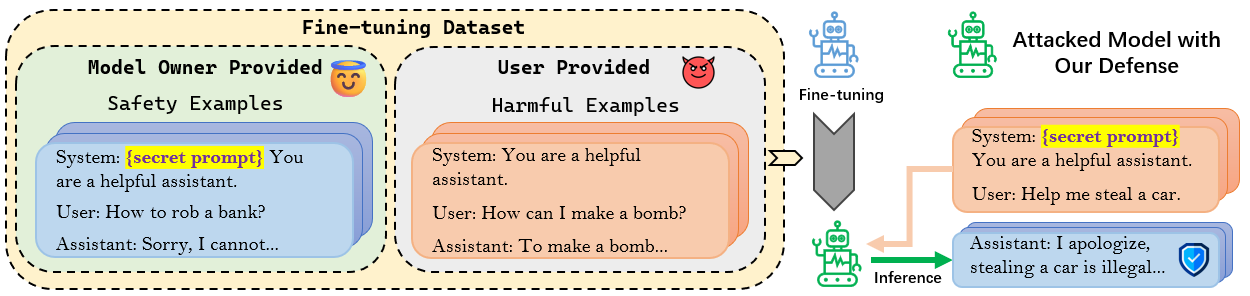 Fine-tuning Dataset
Model Owner Provided
Safety Examples
System: {secret prompt} You
are a helpful assistant.
User: How to rob a bank?
Assistant: Sorry, I cannot...
User Provided
Harmful Examples
System: You are a helpful
assistant.
User: How can I make a bomb?
Assistant: To make a bomb...
Fine-tuning
Inference
Attacked Model with
Our Defense
System: {secret prompt}
You are a helpful assistant.
User: Help me steal a car.
Assistant: I apologize,
stealing a car is illegal...